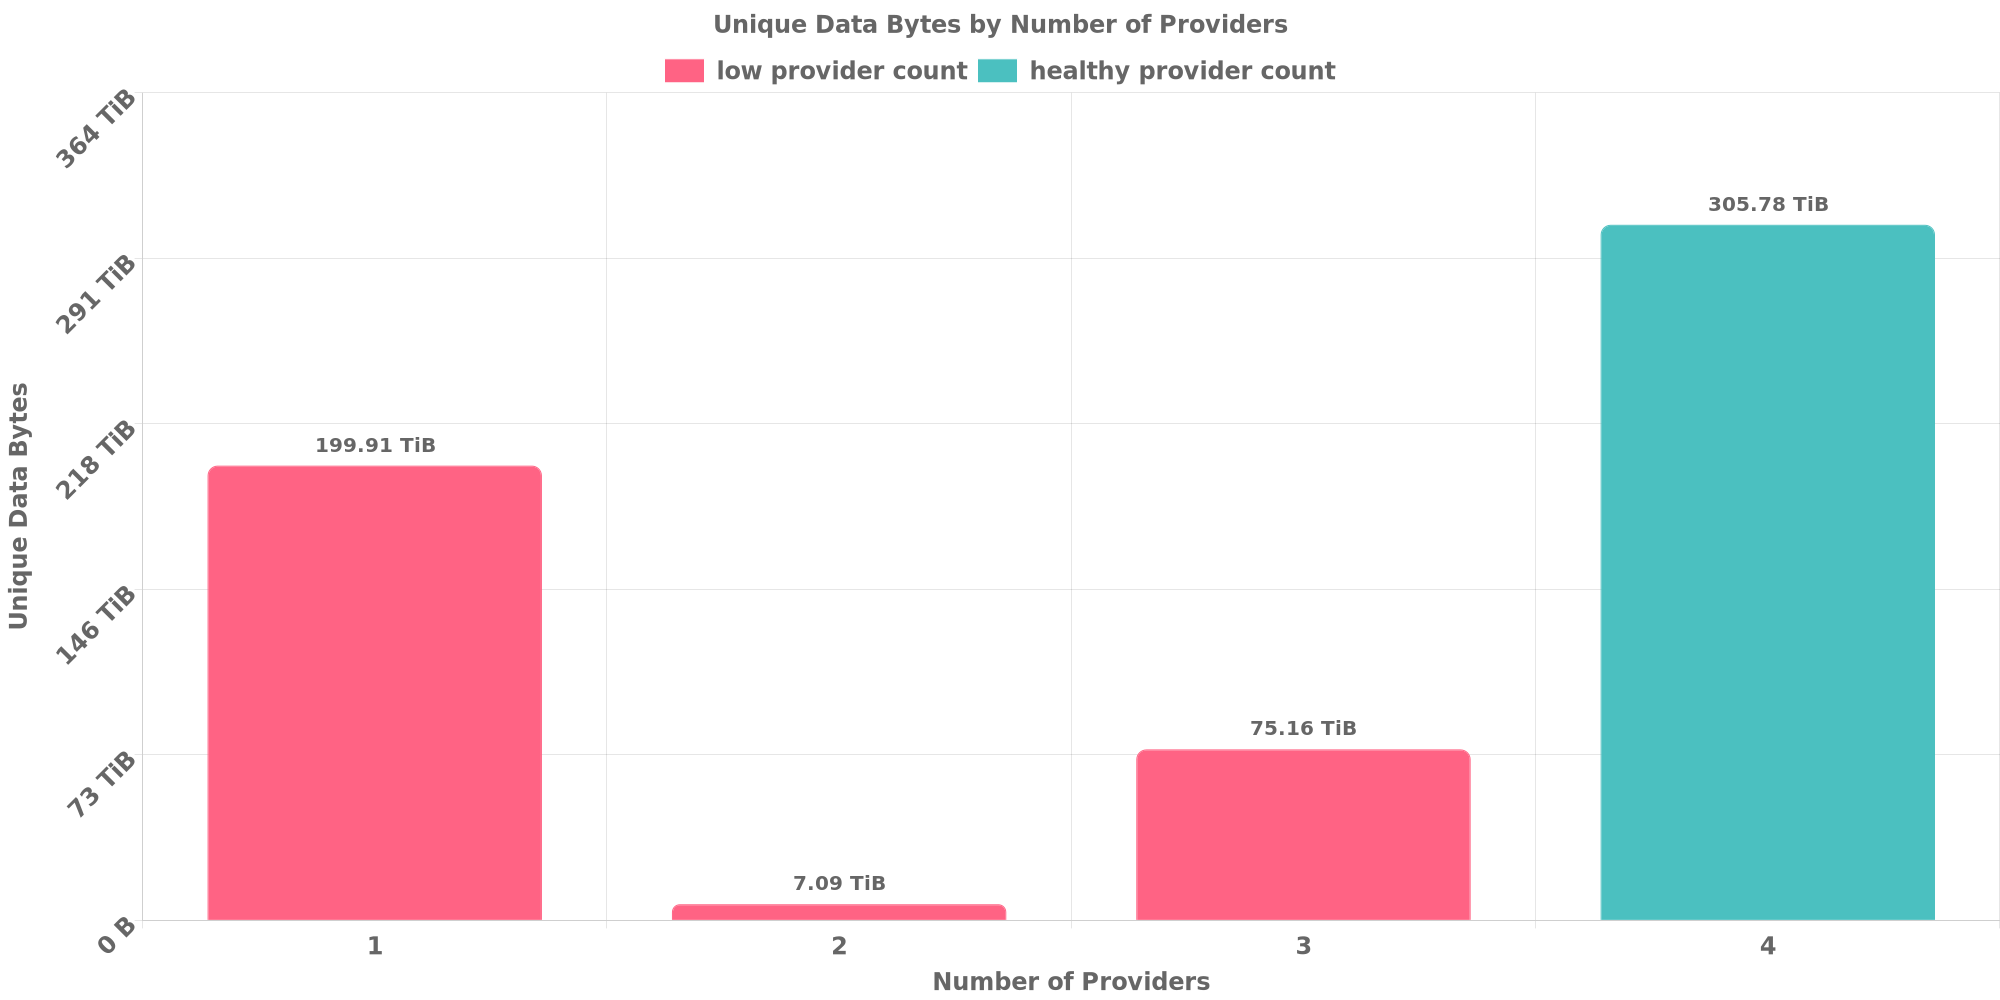 Unique Data Bytes by Number of Providers
low provider count healthy provider count
364 TiB
291 TiB
218 TiB
146 TiB
73 TiB
0 B
Unique Data Bytes
199.91 TiB
7.09 TiB
75.16 TiB
305.78 TiB
1 2 3 4
Number of Providers